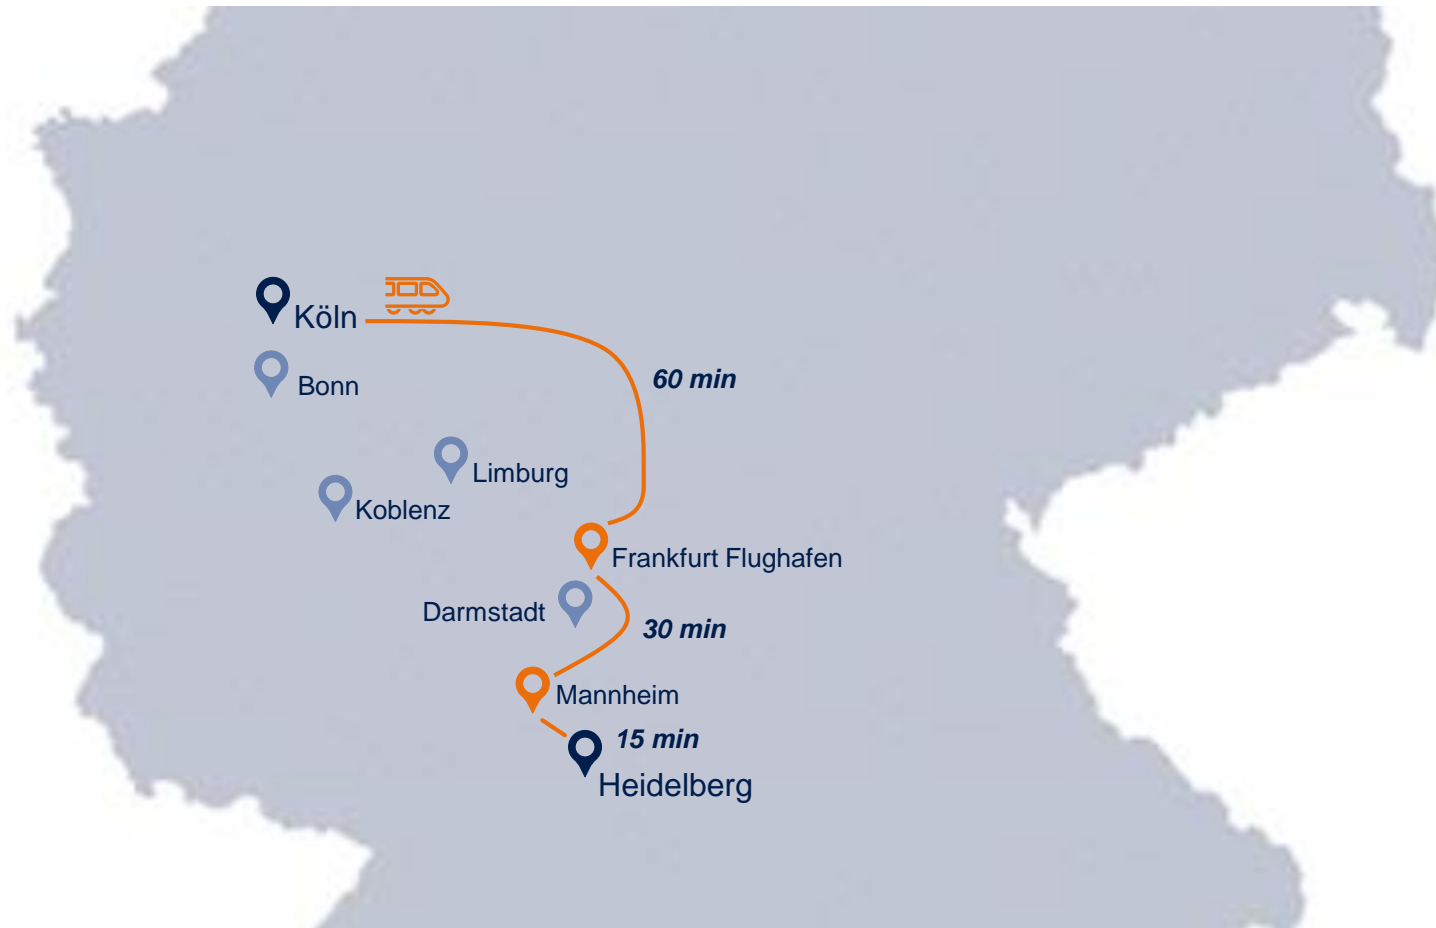 Köln
60 min
Bonn
Limburg
Koblenz
Frankfurt Flughafen
Darmstadt
30 min
Mannheim
15 min
Heidelberg